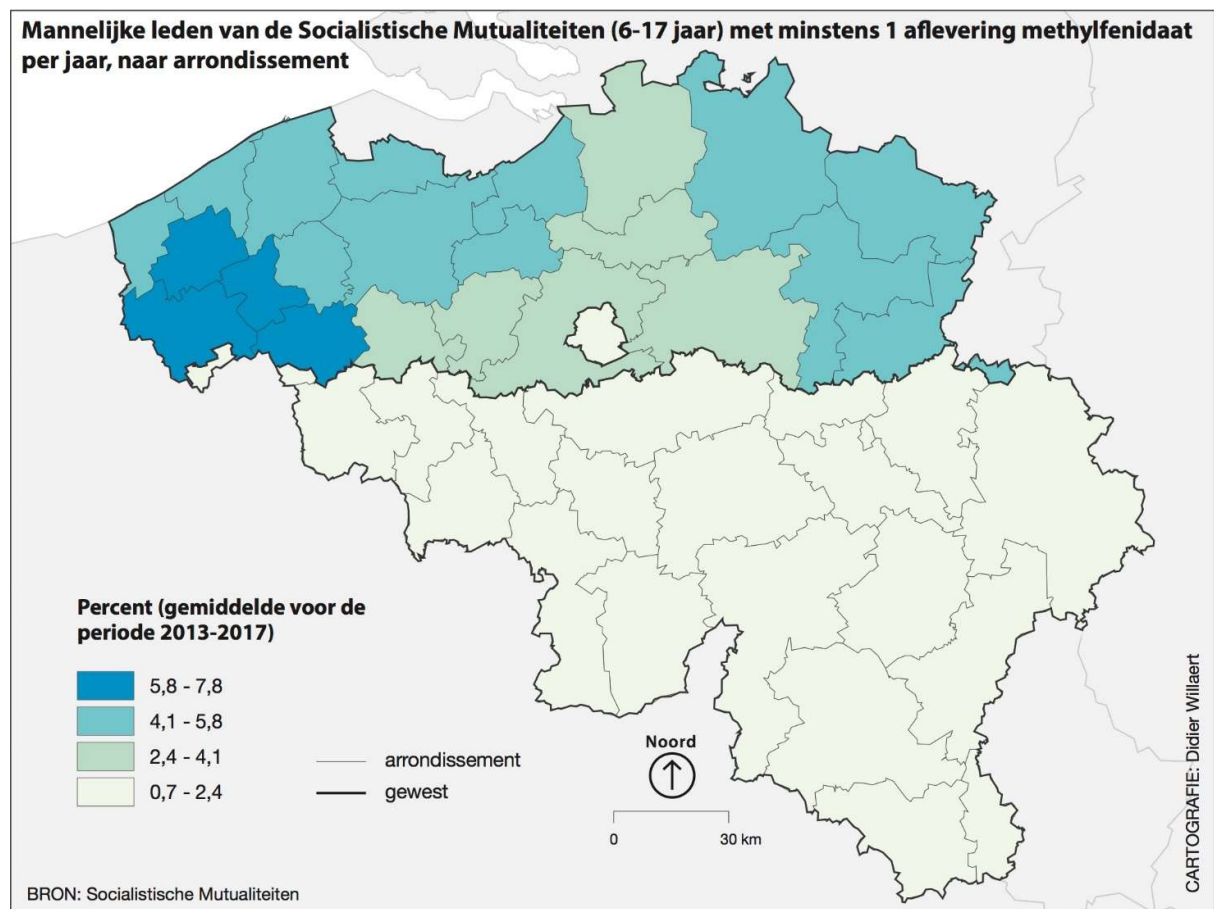 Mannelijke leden van de Socialistische Mutualiteiten (6-17 jaar) met minstens 1 aflevering methylfenidaat
per jaar, naar arrondissement
Percent (gemiddelde voor de
periode 2013-2017)
5,8 - 7,8
4,1 - 5,8
2,4 - 4,1
0,7 - 2,4
arrondissement
gewest
Noord
0 30 km
CARTOGRAFIE: Didier Willaert
BRON: Socialistische Mutualiteiten